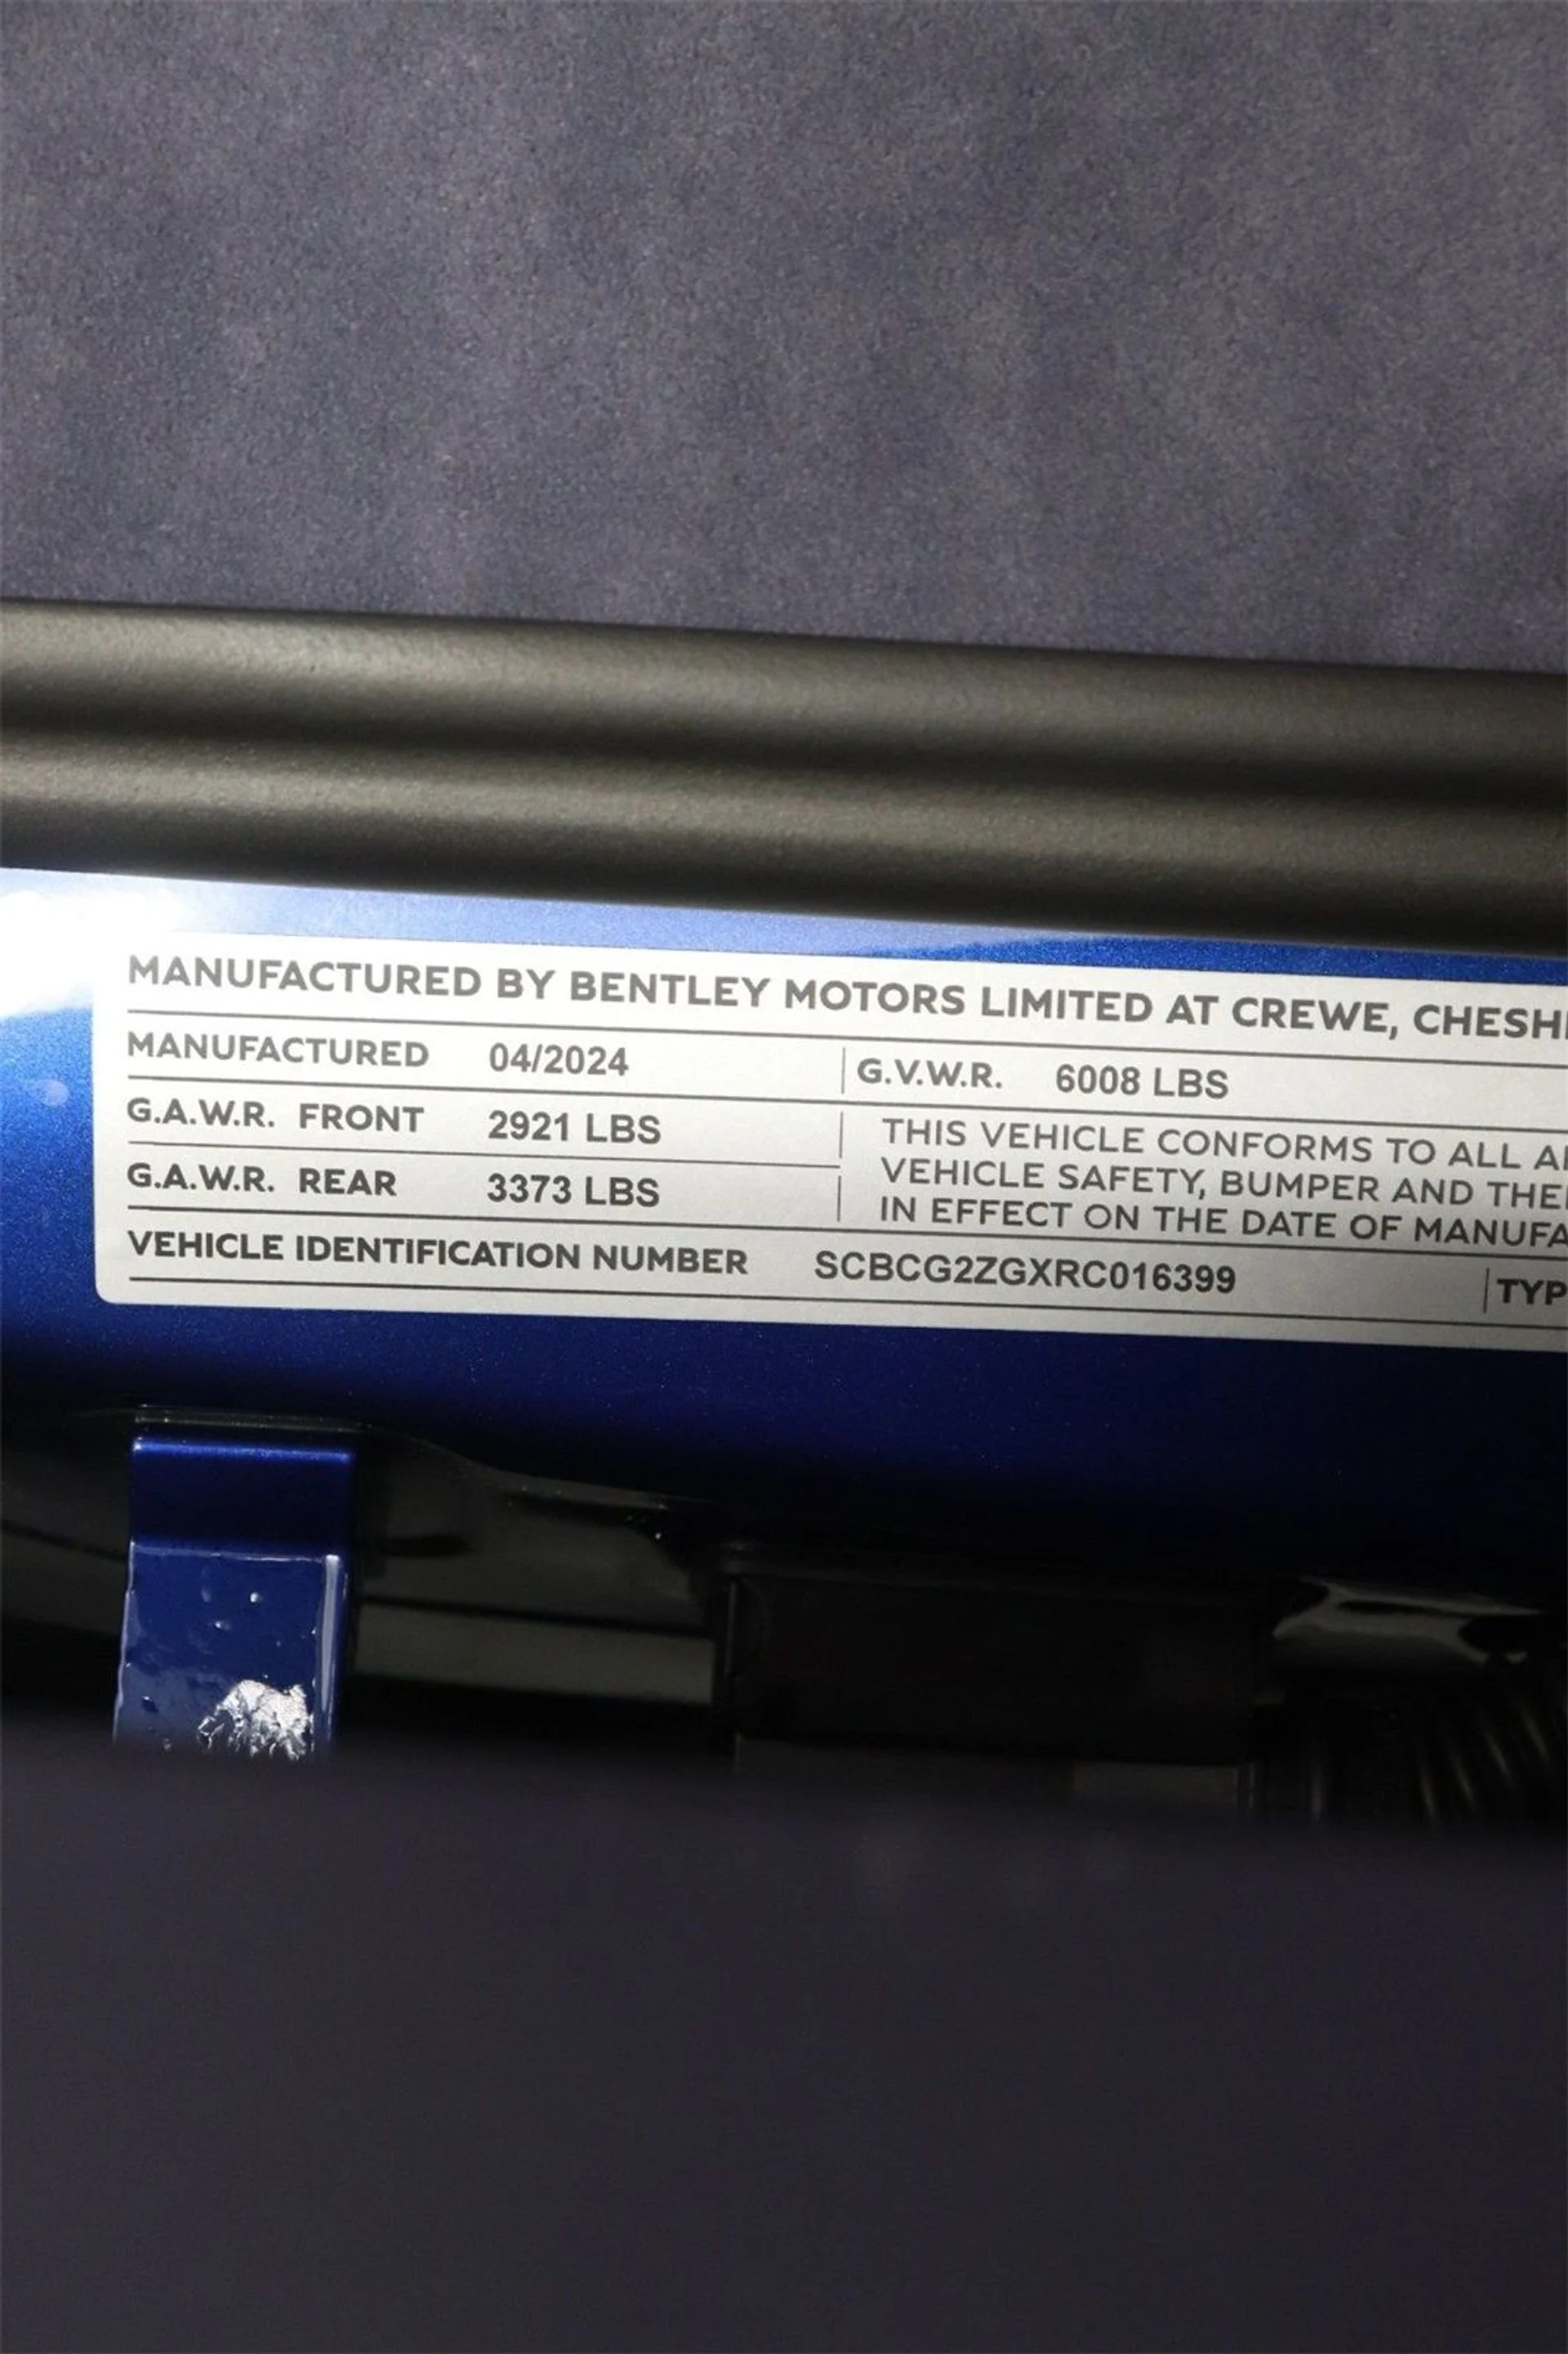 MANUFACTURED BY BENTLEY MOTORS LIMITED AT CREWE,
MANUFACTURED 04/2024 G.V.W.R. 6008 LBS
G.A.W.R. FRONT 2921 LBS
G.A.W.R. REAR 3373 LBS
THIS VEHICLE CONFORMS TO ALL
VEHICLE SAFETY, BUMPER AND
IN EFFECT ON THE DATE OF
VEHICLE IDENTIFICATION NUMBER SCBCG2ZGXRC016399